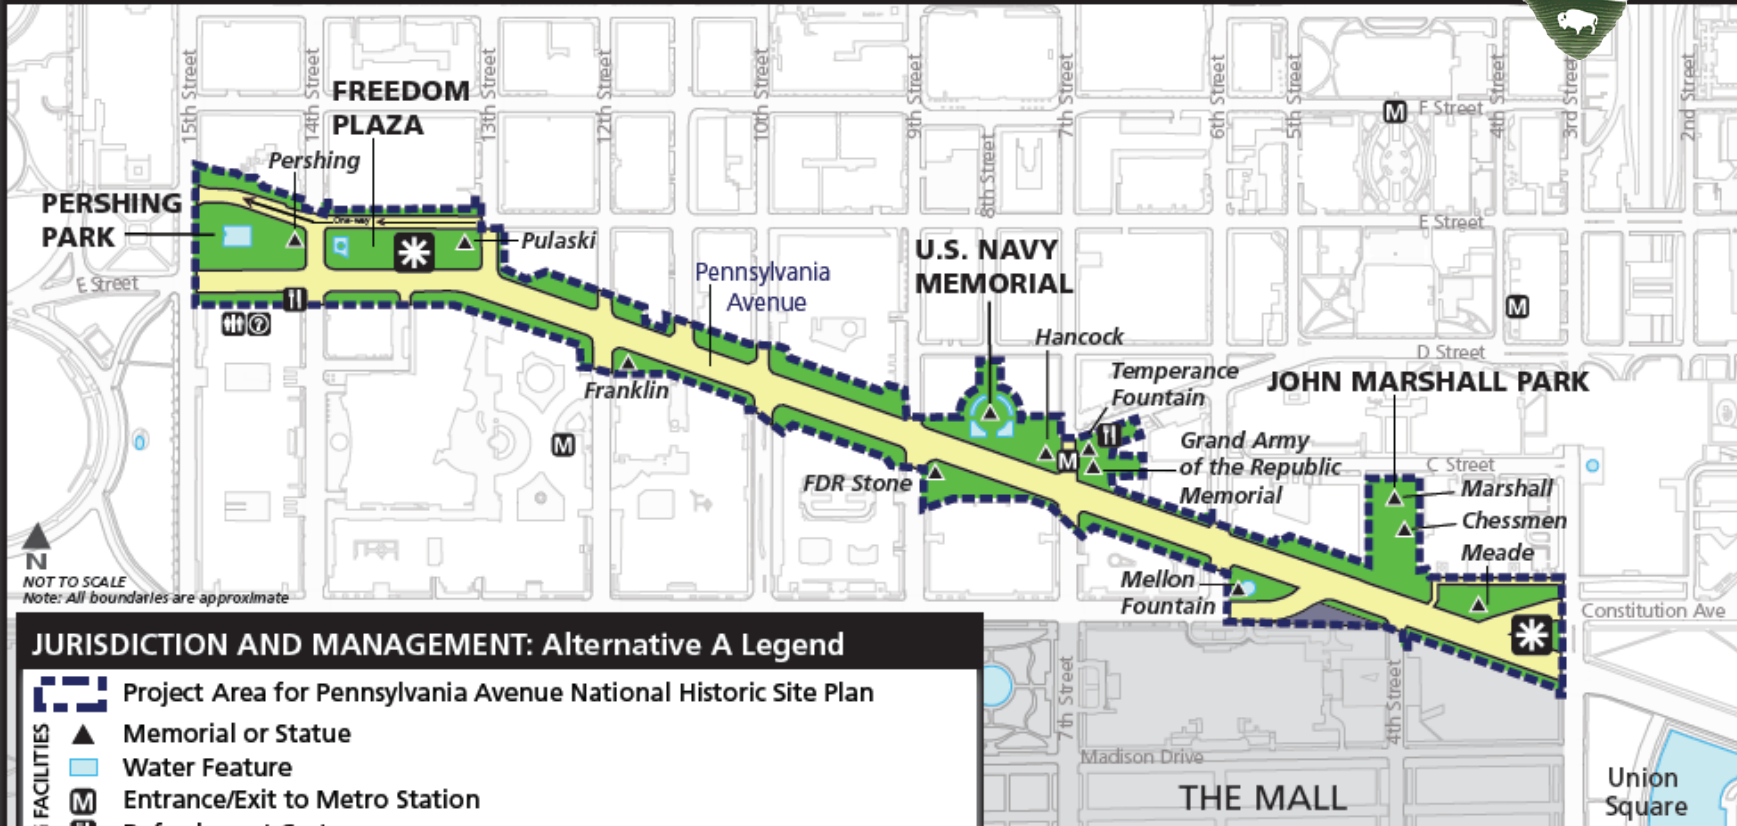 15th Street
14th Street
FREEDOM
PLAZA
13th Street
12th Street
10th Street
9th Street
8th Street
7th Street
6th Street
5th Street
4th Street
3rd Street
2nd Street
M
F Street
Pershing
PERSHING
PARK
One-way
Pulaski
E Street
E Street
U.S. NAVY
MEMORIAL
Pennsylvania
Avenue
M
?
Hancock
D Street
Temperance
Fountain
JOHN MARSHALL PARK
Franklin
M
M
Grand Army
of the Republic
Memorial
C Street
FDR Stone
Marshall
Chessmen
Meade
N
NOT TO SCALE
Note: All boundaries are approximate
Mellon
Fountain
Constitution Ave
JURISDICTION AND MANAGEMENT: Alternative A Legend
Project Area for Pennsylvania Avenue National Historic Site Plan
Memorial or Statue
Water Feature
M Entrance/Exit to Metro Station
FACILITIES
7th Street
4th Street
Madison Drive
THE MALL
Union
Square